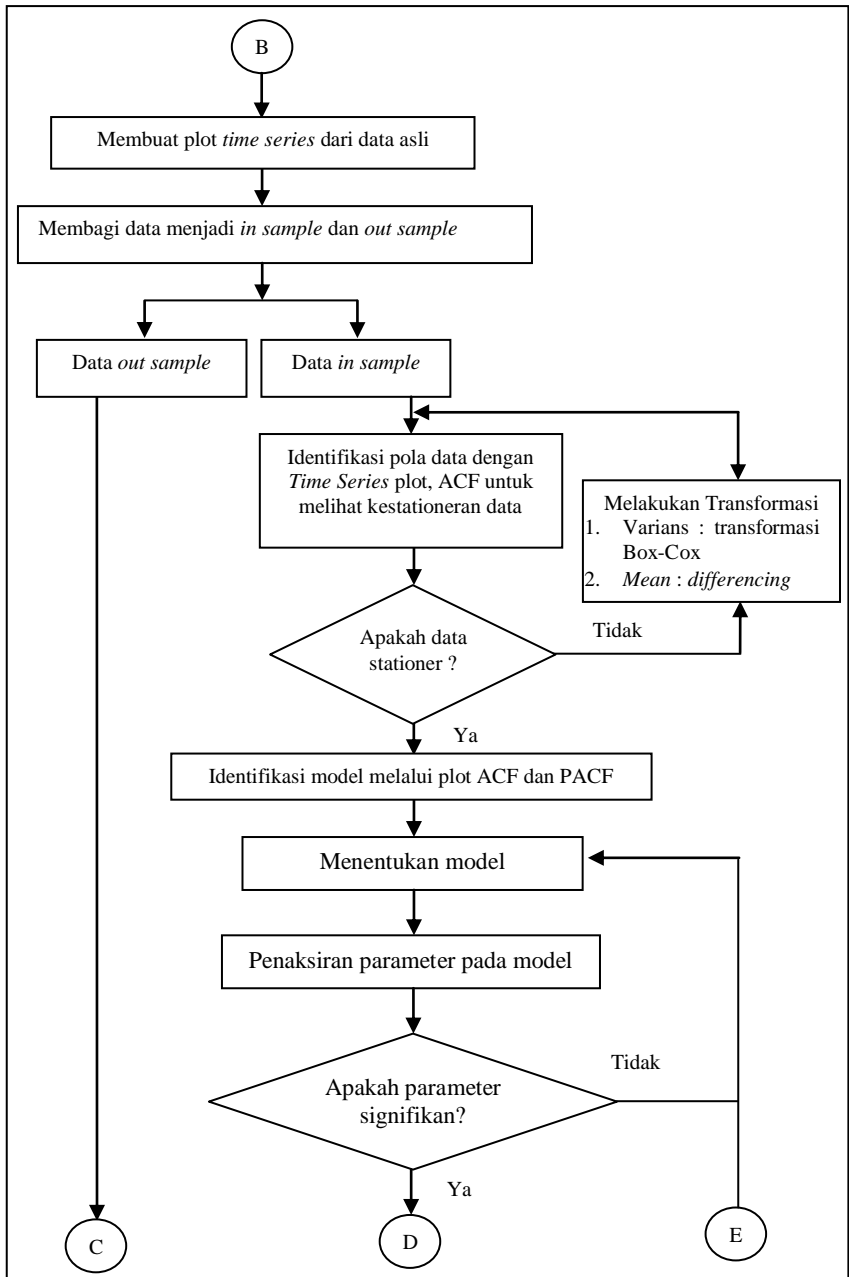 B
Membuat plot time series dari data asli
Membagi data menjadi in sample dan out sample
Data out sample
Data in sample
Identifikasi pola data dengan
Time Series plot, ACF untuk
melihat kestationeran data
Melakukan Transformasi
1. Varians : transformasi
Box-Cox
2. Mean : differencing
Apakah data
stationer ?
Tidak
Ya
Identifikasi model melalui plot ACF dan PACF
Menentukan model
Penaksiran parameter pada model
Apakah parameter
signifikan?
Tidak
Ya
C
D
E